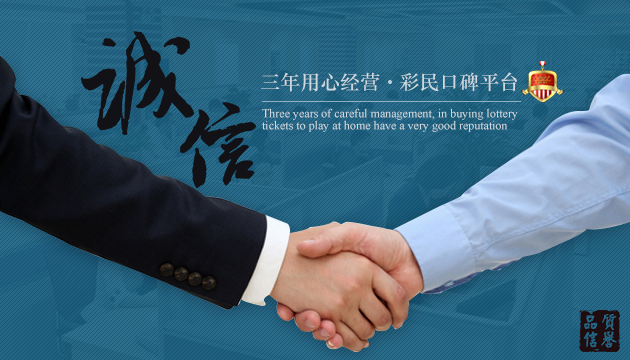 誠信
三年用心经营·彩民口碑平台
Three years of careful management, in buying lottery
tickets to play at home have a very good reputation
品質
信譽